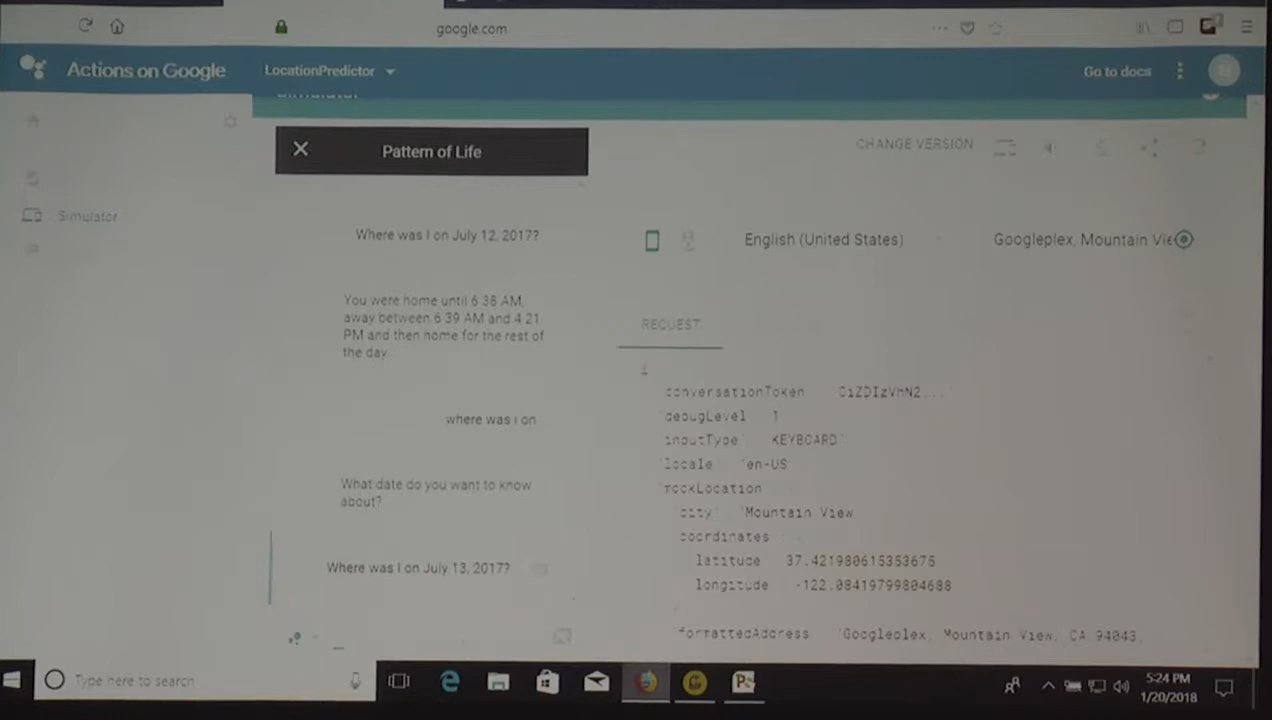 google.com
Actions on Google
LocationPredictor
Go to docs
Simulator
Pattern of Life
CHANGE VERSION
Simulator
Where was I on July 12, 2017?
English (United States)
Googleplex, Mountain Vie
You were home until 6 38 AM,
away between 6 39 AM and 4 21
PM and then home for the rest of
the day.
where was i on
What date do you want to know
about?
Where was I on July 13, 2017?
REQUEST
{
conversationToken CiZDIzVhN2...
debugLevel 1
inputType KEYBOARD
locale en-US
mockLocation
city Mountain View
coordinates
latitude 37.421980615353675
longitude -122.08419799804688
formattedAddress Googleplex, Mountain View, CA 94043,
Type here to search
5:24 PM
1/20/2018